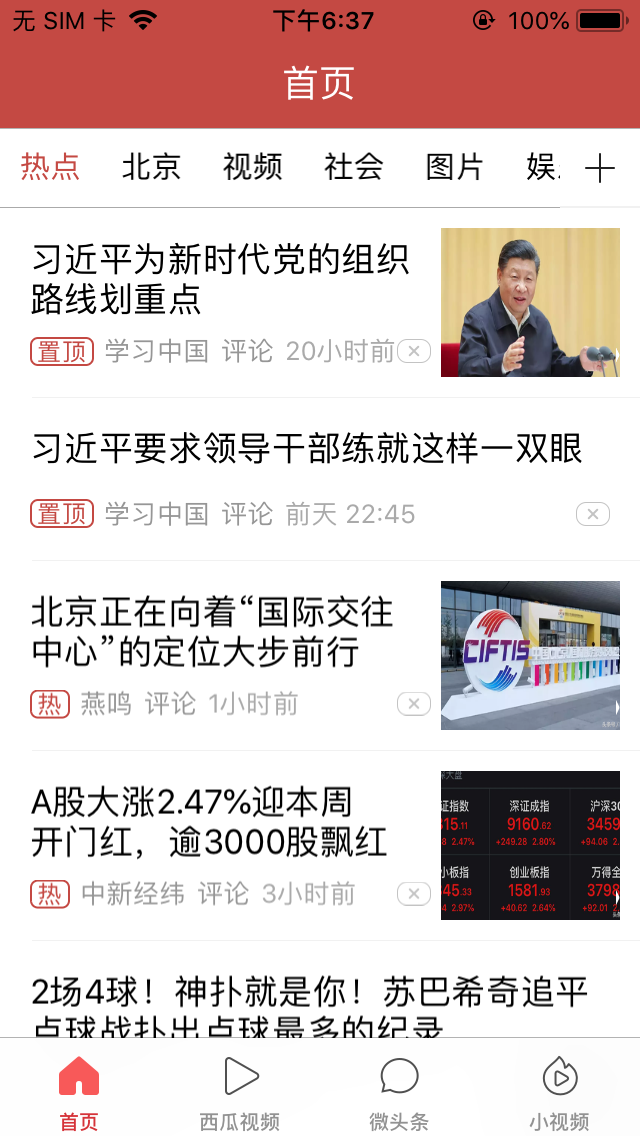 无 SIM 卡 下午6:37 100%
首页
热点 北京 视频 社会 图片 娱
习近平为新时代党的组织
路线划重点
置顶 学习中国 评论 20小时前
习近平要求领导干部练就这样一双眼
置顶 学习中国 评论 前天 22:45
北京正在向着“国际交往
中心”的定位大步前行
热 燕鸣 评论 1小时前
CIFTIS
A股大涨2.47%迎本周
开门红，逾3000股飘红
热 中新经纬 评论 3小时前
大盘
证指数 深证成指 沪深30
315.11 9160.62 3459
8 2.47% +249.28 2.80% +94.06 2.
小板指 创业板指 万得全
45.33 1581.93 3798
4 2.97% +40.62 2.64% +92.01 2
2场4球！神扑就是你！苏巴希奇追平
点球战扑出点球最多的纪录
首页 西瓜视频 微头条 小视频